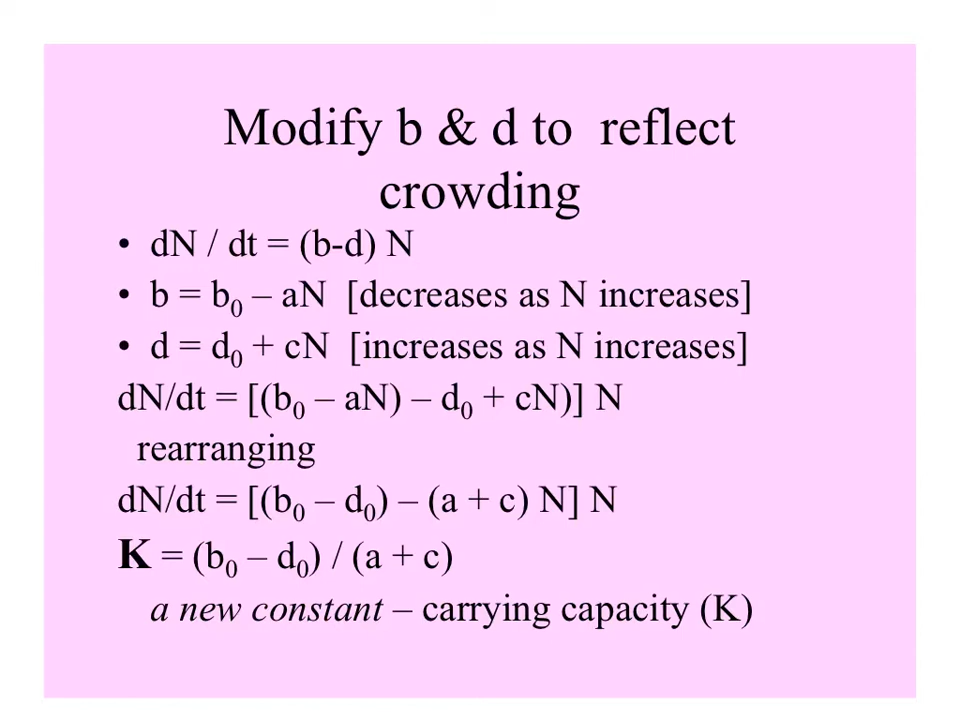 Modify b & d to reflect
crowding
• dN / dt = (b-d) N
• b = b₀ – aN [decreases as N increases]
• d = d₀ + cN [increases as N increases]
dN/dt = [(b₀ – aN) – d₀ + cN)] N
rearranging
dN/dt = [(b₀ – d₀) – (a + c) N] N
K = (b₀ – d₀) / (a + c)
a new constant – carrying capacity (K)